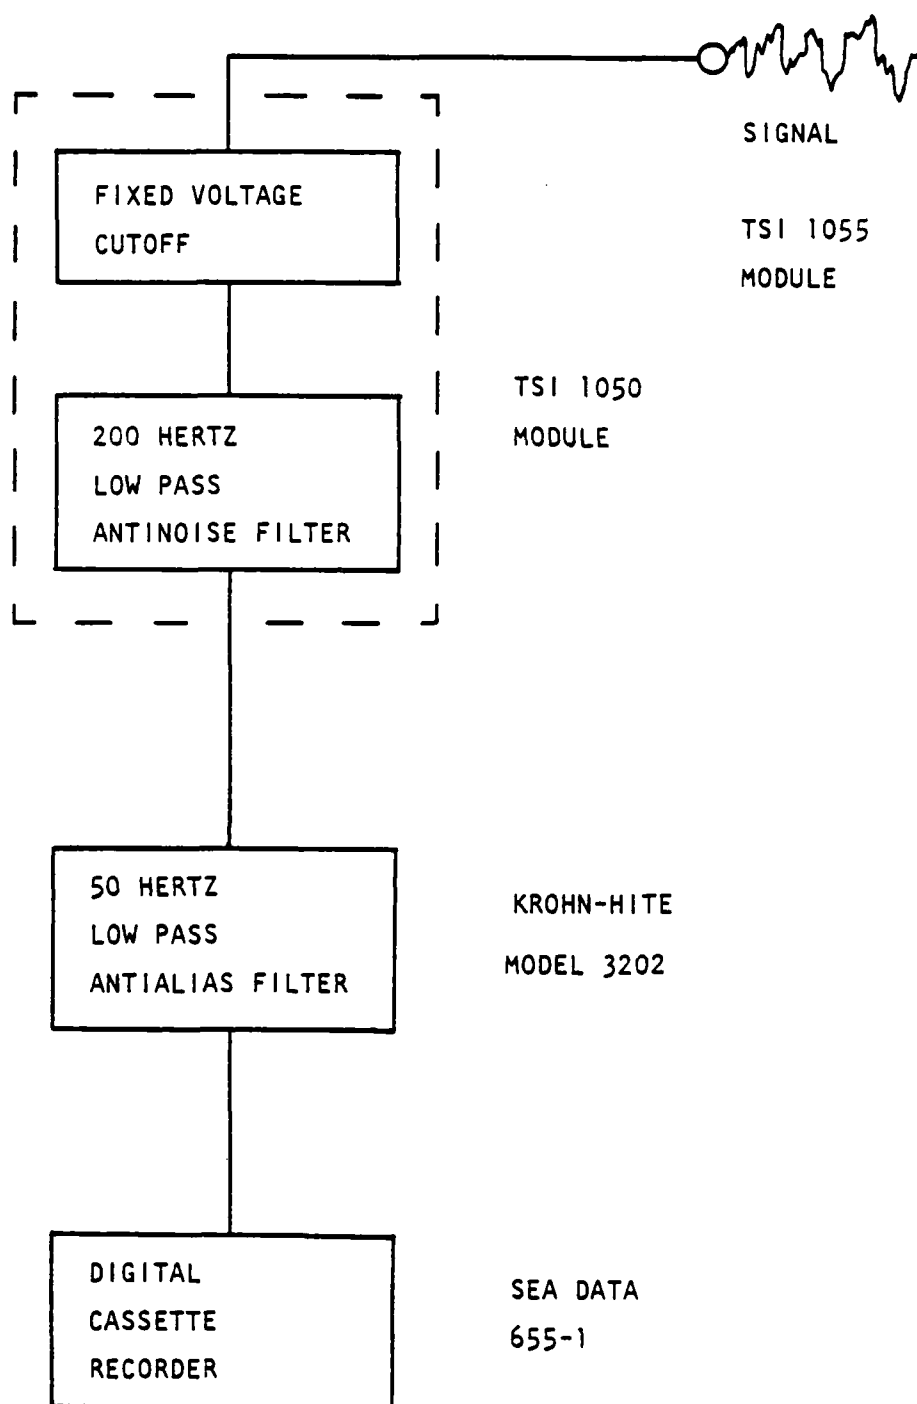 SIGNAL
TSI 1055
MODULE
FIXED VOLTAGE
CUTOFF
TSI 1050
MODULE
200 HERTZ
LOW PASS
ANTINOISE FILTER
50 HERTZ
LOW PASS
ANTIALIAS FILTER
KROHN-HITE
MODEL 3202
DIGITAL
CASSETTE
RECORDER
SEA DATA
655-1